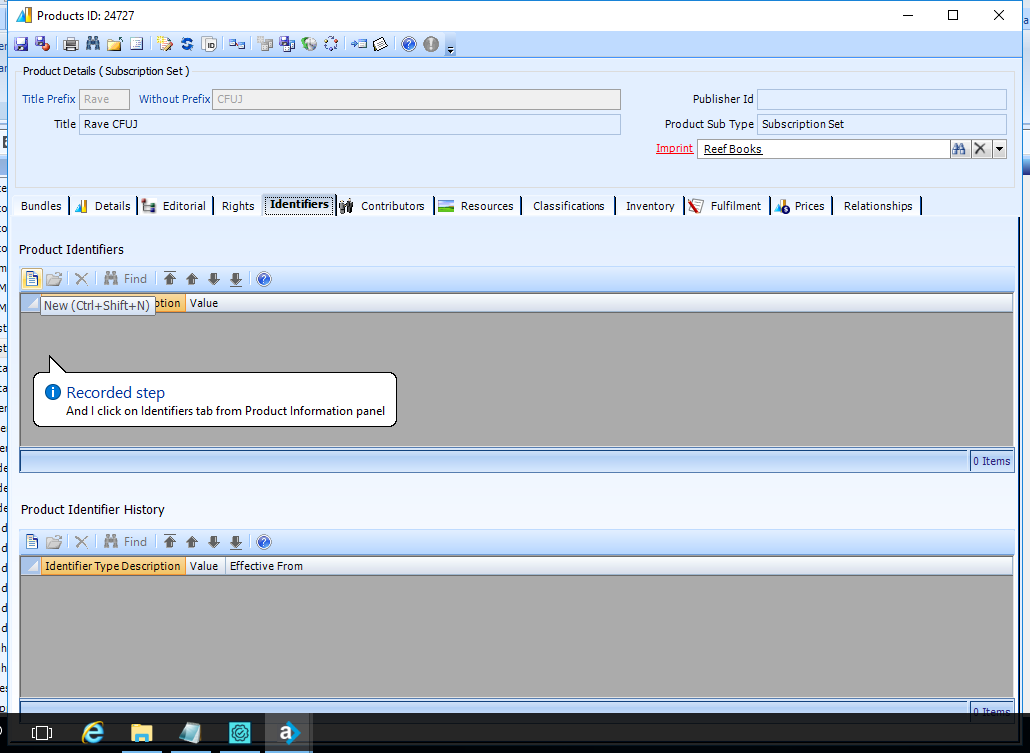 Products ID: 24727
Product Details ( Subscription Set )
Title Prefix Rave Without Prefix CFUJ Publisher Id
Title Rave CFUJ Product Sub Type Subscription Set
Imprint Reef Books
Bundles Details Editorial Rights Identifiers Contributors Resources Classifications Inventory Fulfilment Prices Relationships
Product Identifiers
Find
New (Ctrl+Shift+N) ption Value
Recorded step
And I click on Identifiers tab from Product Information panel
0 Items
Product Identifier History
Find
Identifier Type Description Value Effective From
0 Items